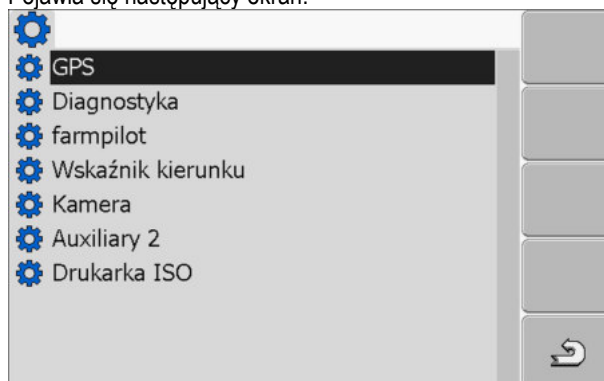 Pojawia się następujący ekran:
GPS
Diagnostyka
farmpilot
Wskaźnik kierunku
Kamera
Auxiliary 2
Drukarka ISO